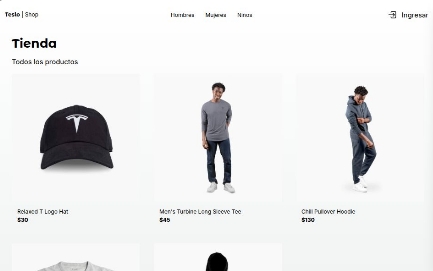 Teslo | Shop
Hombres Mujeres Ninos
Ingresar
Tienda
Todos los productos
Relaxed T Logo Hat
$30
Men's Turbine Long Sleeve Tee
$45
Chill Pullover Hoodie
$130